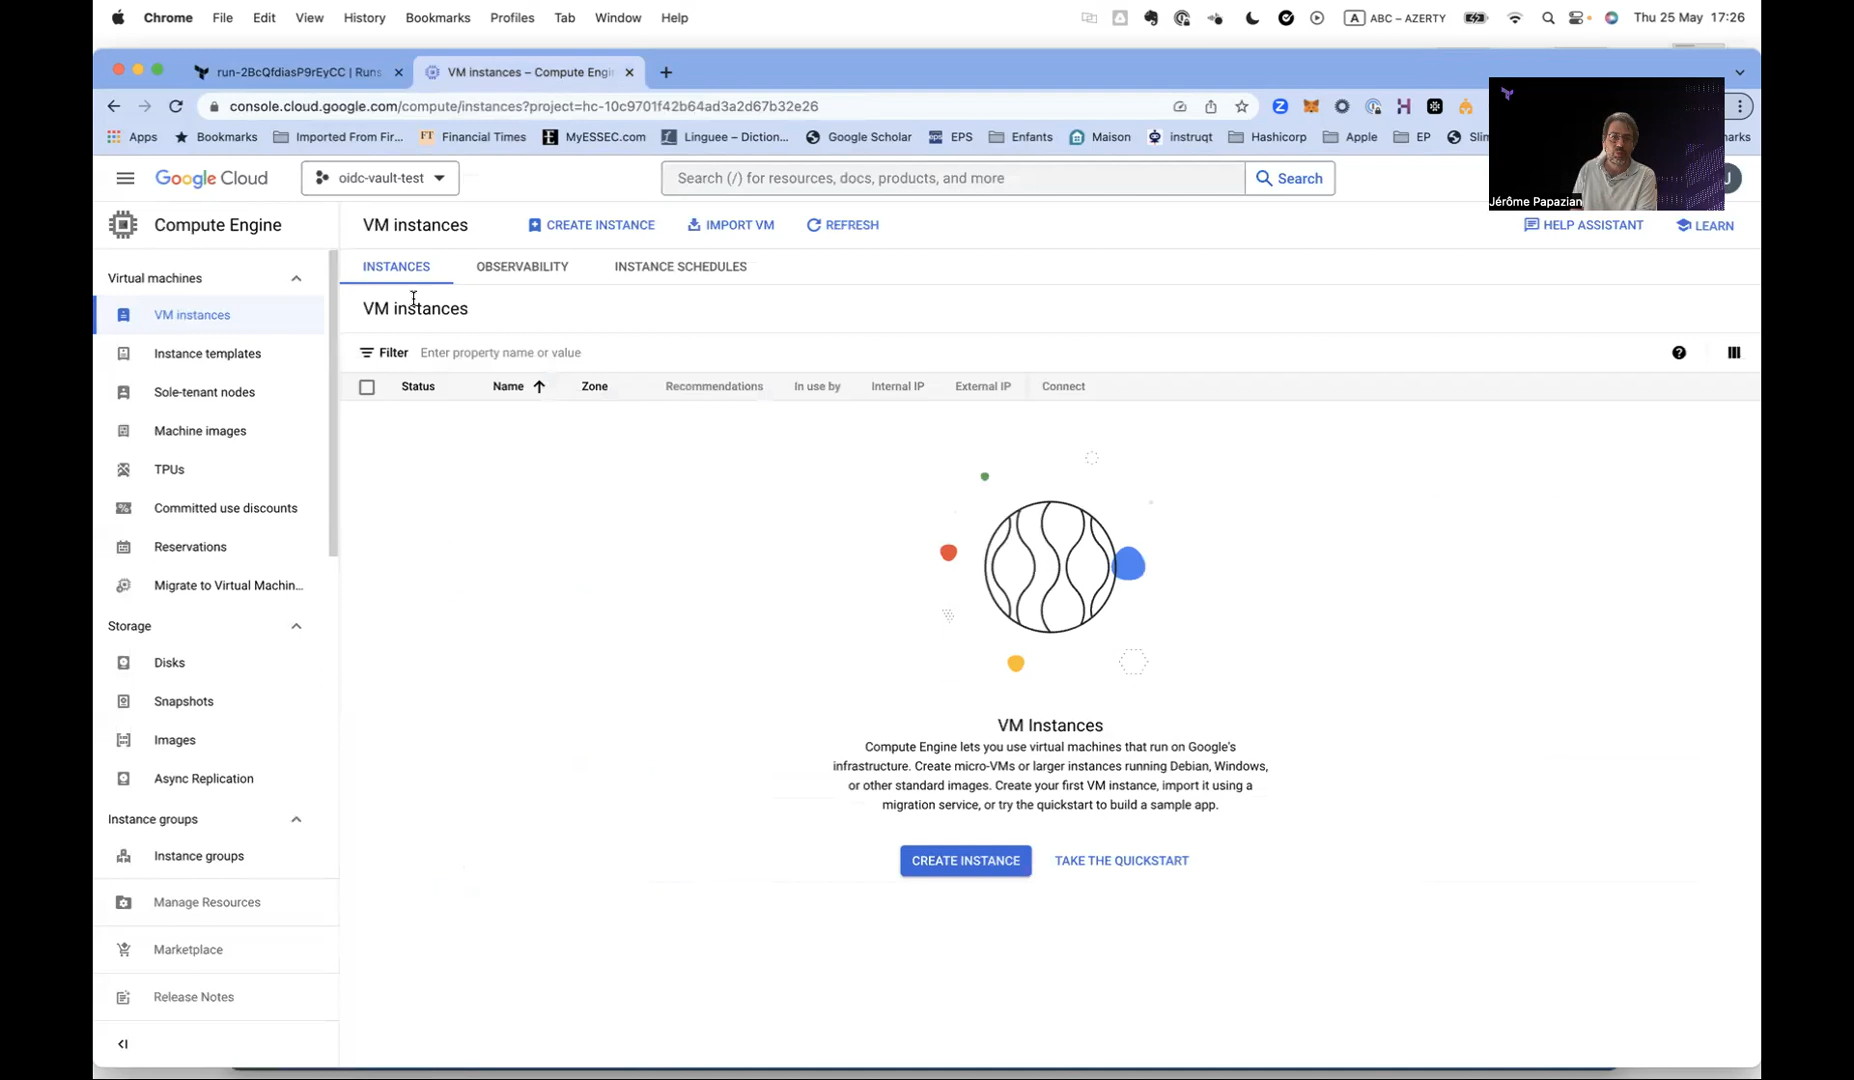 Chrome File Edit View History Bookmarks Profiles Tab Window Help
A ABC – AZERTY Thu 25 May 17:26
run-2BcQfdiasP9rEyCC | Runs
VM instances – Compute Engi
console.cloud.google.com/compute/instances?project=hc-10c9701f42b64ad3a2d67b32e26
Apps Bookmarks Imported From Fir... FT Financial Times MyESSEC.com Linguee – Diction... Google Scholar EPS Enfants Maison instruqt Hashicorp Apple EP
Jérôme Papazian
Google Cloud oidc-vault-test Search (/) for resources, docs, products, and more Search
Compute Engine
VM instances CREATE INSTANCE IMPORT VM REFRESH HELP ASSISTANT LEARN
INSTANCES OBSERVABILITY INSTANCE SCHEDULES
Virtual machines
VM instances
Instance templates
Sole-tenant nodes
Machine images
TPUs
Committed use discounts
Reservations
Migrate to Virtual Machin...
Storage
Disks
Snapshots
Images
Async Replication
Instance groups
Instance groups
Manage Resources
Marketplace
Release Notes
VM instances
Filter Enter property name or value
Status Name Zone Recommendations In use by Internal IP External IP Connect
VM Instances
Compute Engine lets you use virtual machines that run on Google's
infrastructure. Create micro-VMs or larger instances running Debian, Windows,
or other standard images. Create your first VM instance, import it using a
migration service, or try the quickstart to build a sample app.
CREATE INSTANCE TAKE THE QUICKSTART